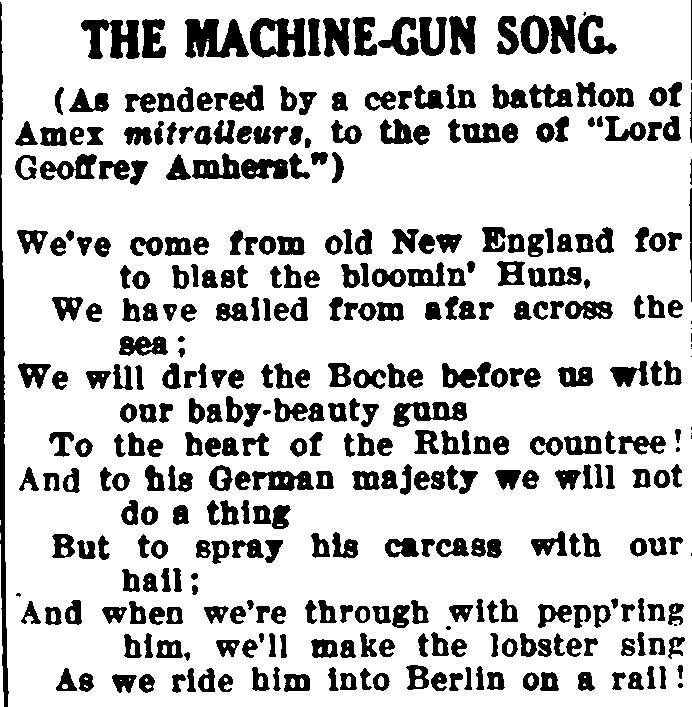 THE MACHINE-GUN SONG.
(As rendered by a certain battalion of
Amex mitrailleurs, to the tune of "Lord
Geoffrey Amherst.")
We've come from old New England for
to blast the bloomin' Huns,
We have sailed from afar across the
sea;
We will drive the Boche before us with
our baby-beauty guns
To the heart of the Rhine countree!
And to his German majesty we will not
do a thing
But to spray his carcass with our
hail;
And when we're through with pepp'ring
him, we'll make the lobster sing
As we ride him into Berlin on a rail!